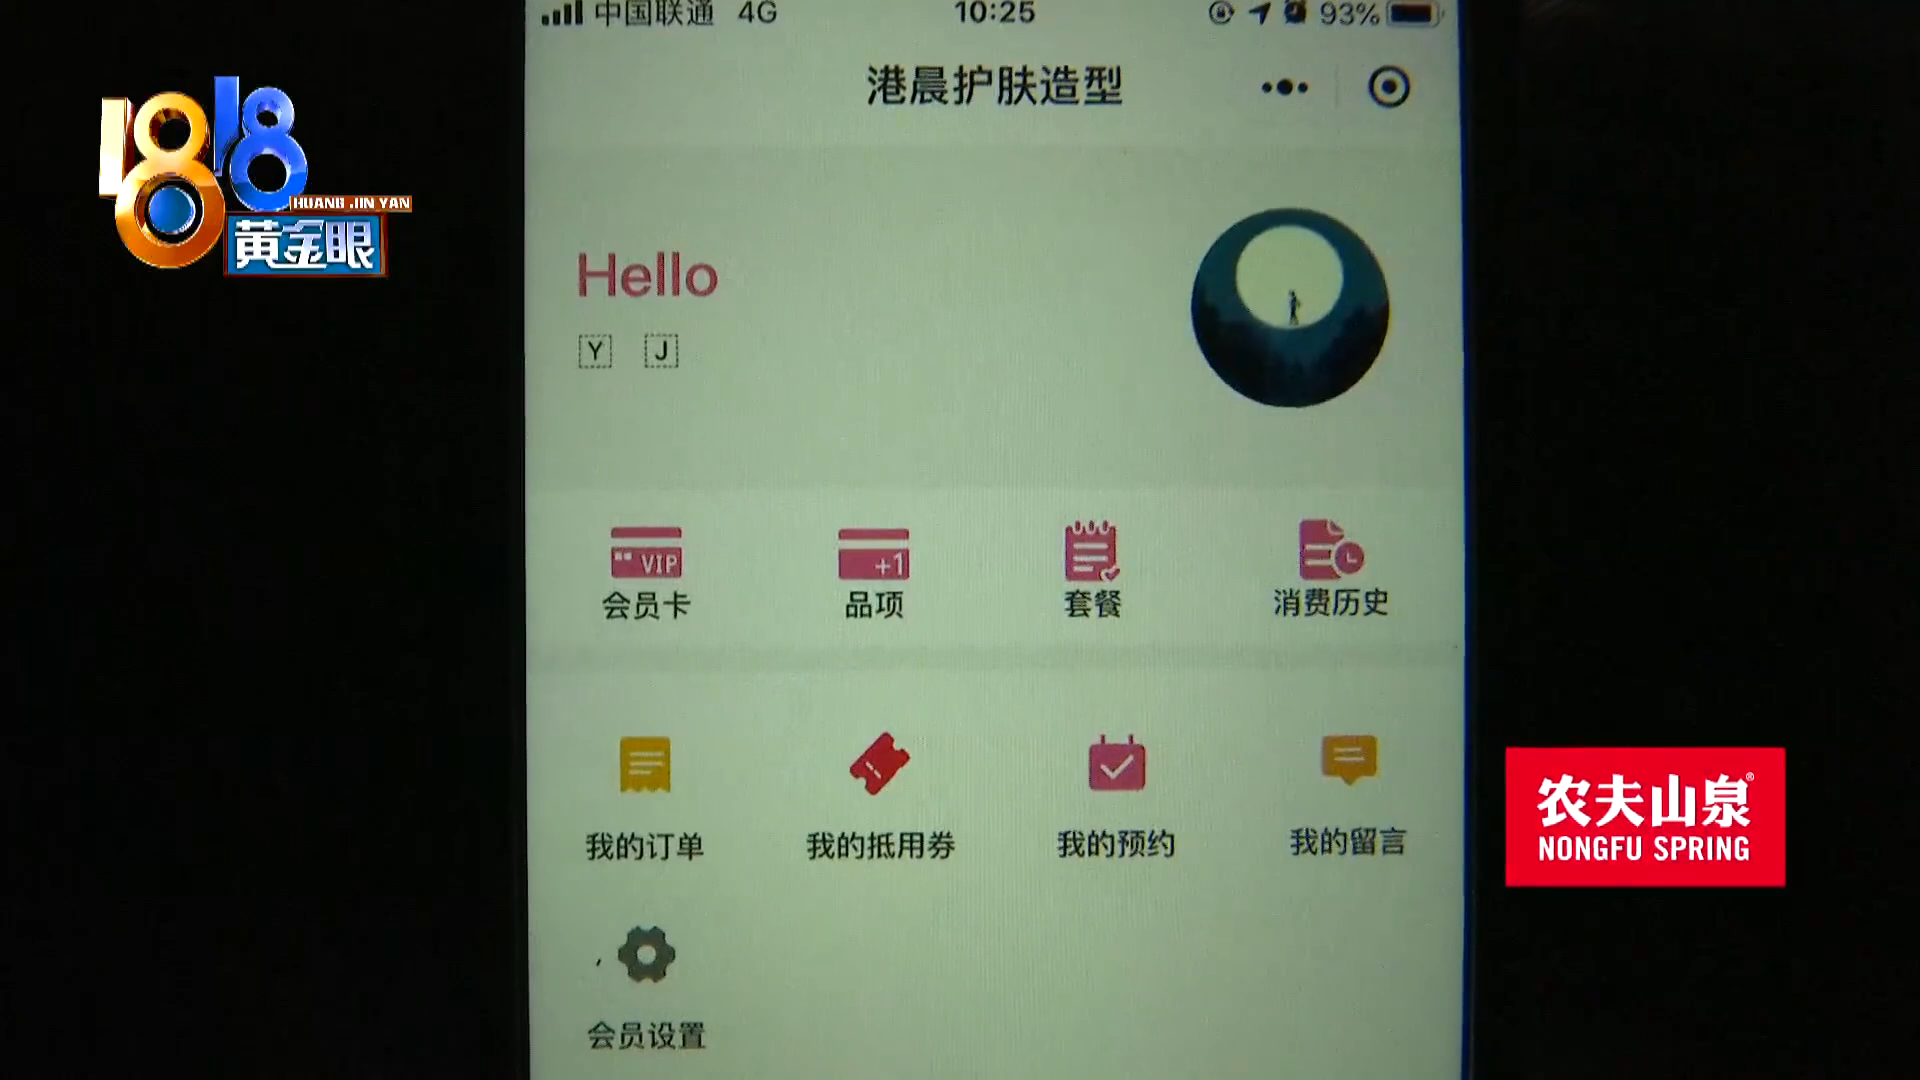 中国联通 4G 10:25 93%
港晨护肤造型
1818
HUANG JIN YAN
黄金眼
Hello
Y J
VIP +1
会员卡 品项 套餐 消费历史
我的订单 我的抵用券 我的预约 我的留言
会员设置
农夫山泉®
NONGFU SPRING